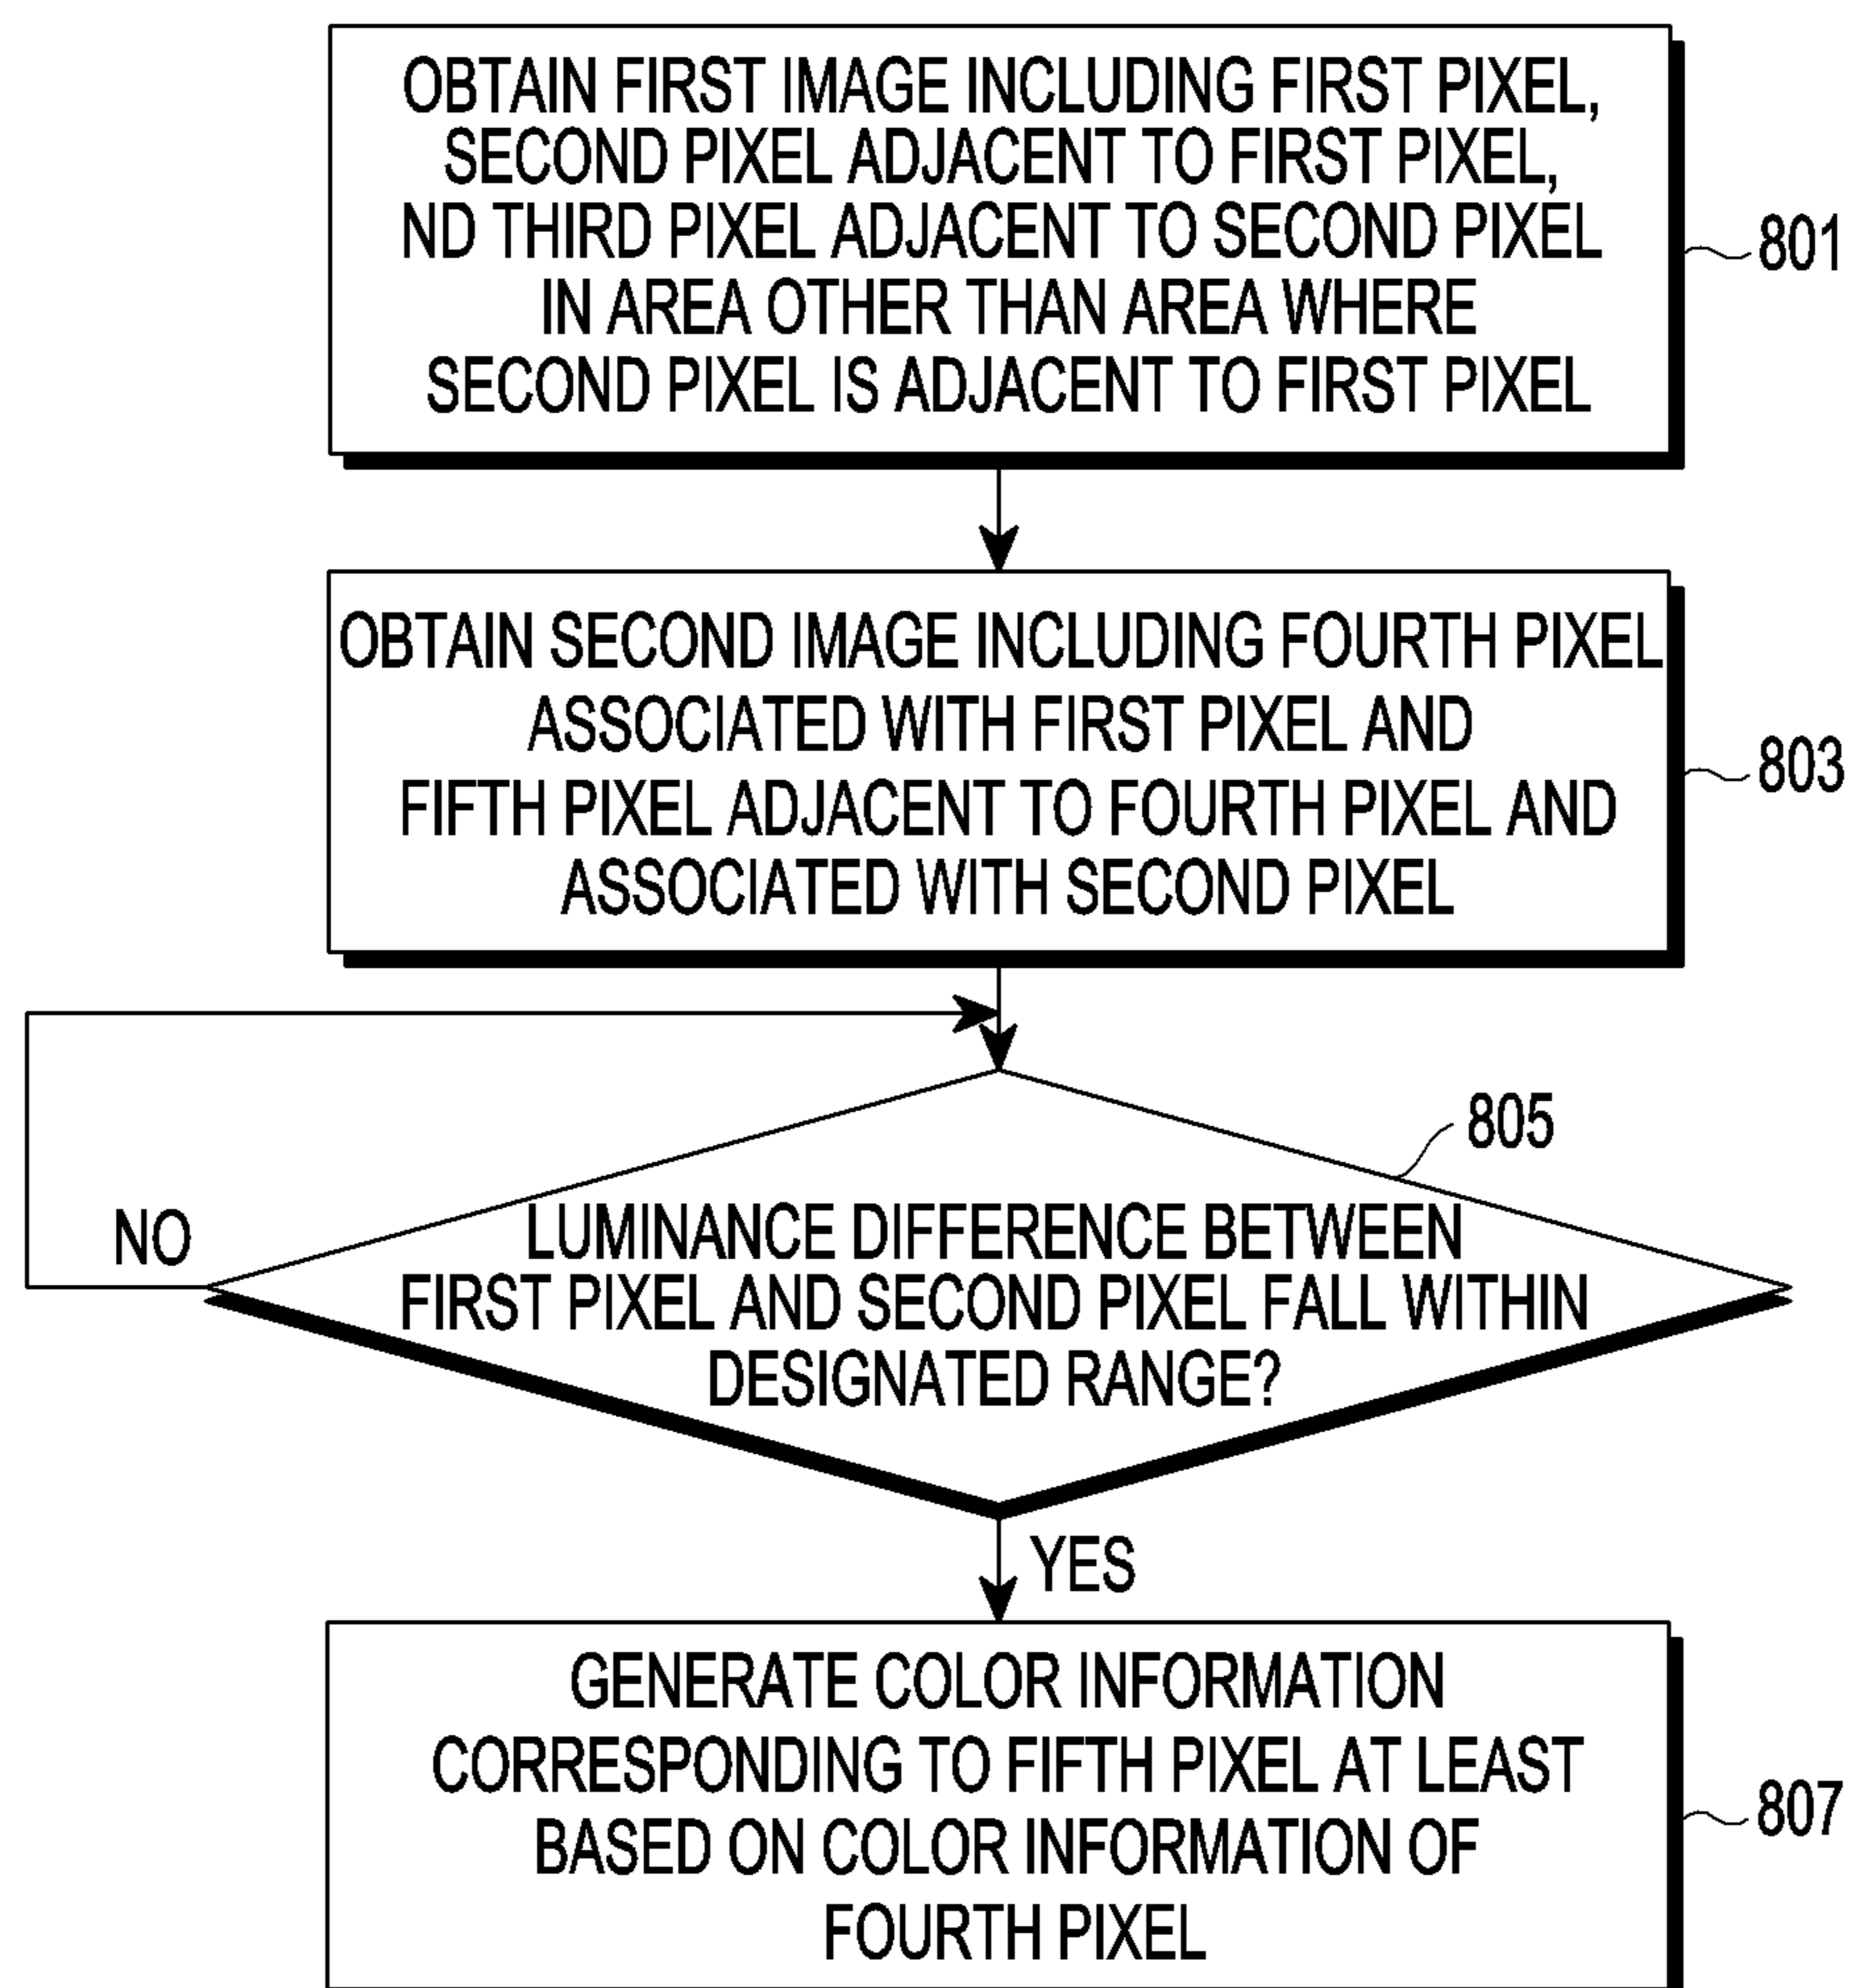 OBTAIN FIRST IMAGE INCLUDING FIRST PIXEL,
SECOND PIXEL ADJACENT TO FIRST PIXEL,
ND THIRD PIXEL ADJACENT TO SECOND PIXEL
IN AREA OTHER THAN AREA WHERE
SECOND PIXEL IS ADJACENT TO FIRST PIXEL
801
OBTAIN SECOND IMAGE INCLUDING FOURTH PIXEL
ASSOCIATED WITH FIRST PIXEL AND
FIFTH PIXEL ADJACENT TO FOURTH PIXEL AND
ASSOCIATED WITH SECOND PIXEL
803
805
NO
LUMINANCE DIFFERENCE BETWEEN
FIRST PIXEL AND SECOND PIXEL FALL WITHIN
DESIGNATED RANGE?
YES
GENERATE COLOR INFORMATION
CORRESPONDING TO FIFTH PIXEL AT LEAST
BASED ON COLOR INFORMATION OF
FOURTH PIXEL
807